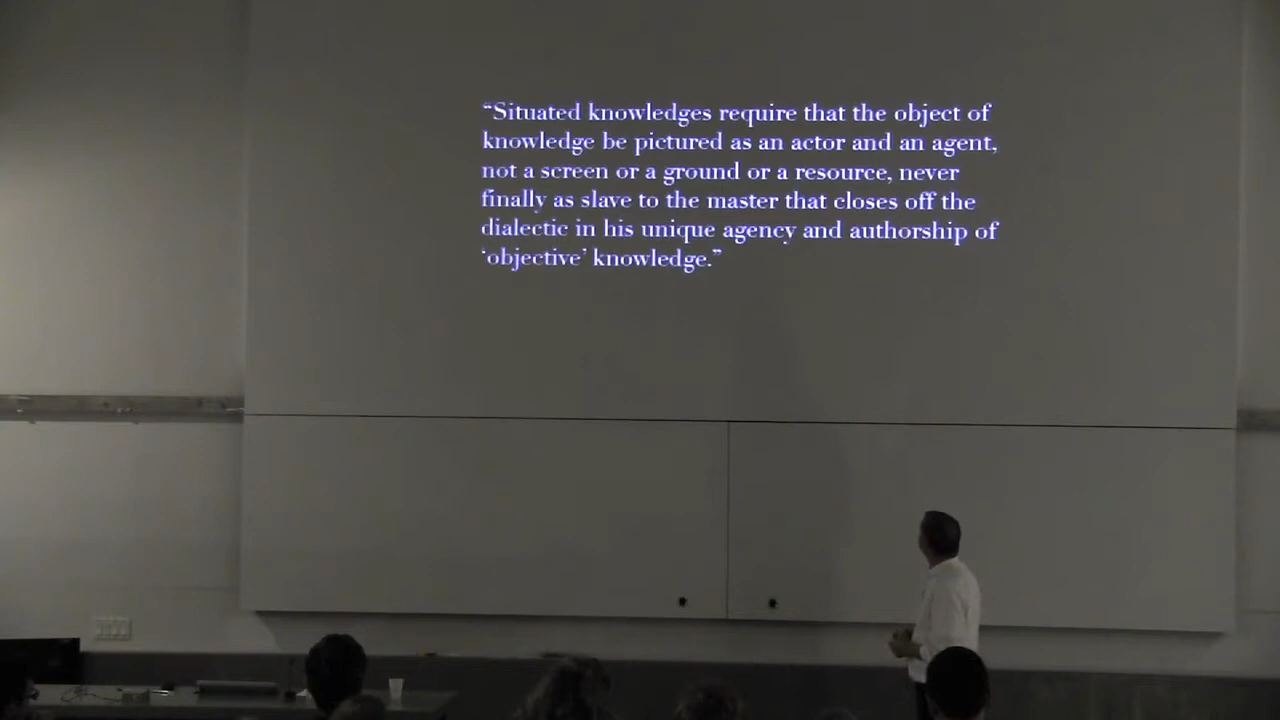 “Situated knowledges require that the object of
knowledge be pictured as an actor and an agent,
not a screen or a ground or a resource, never
finally as slave to the master that closes off the
dialectic in his unique agency and authorship of
‘objective’ knowledge.”